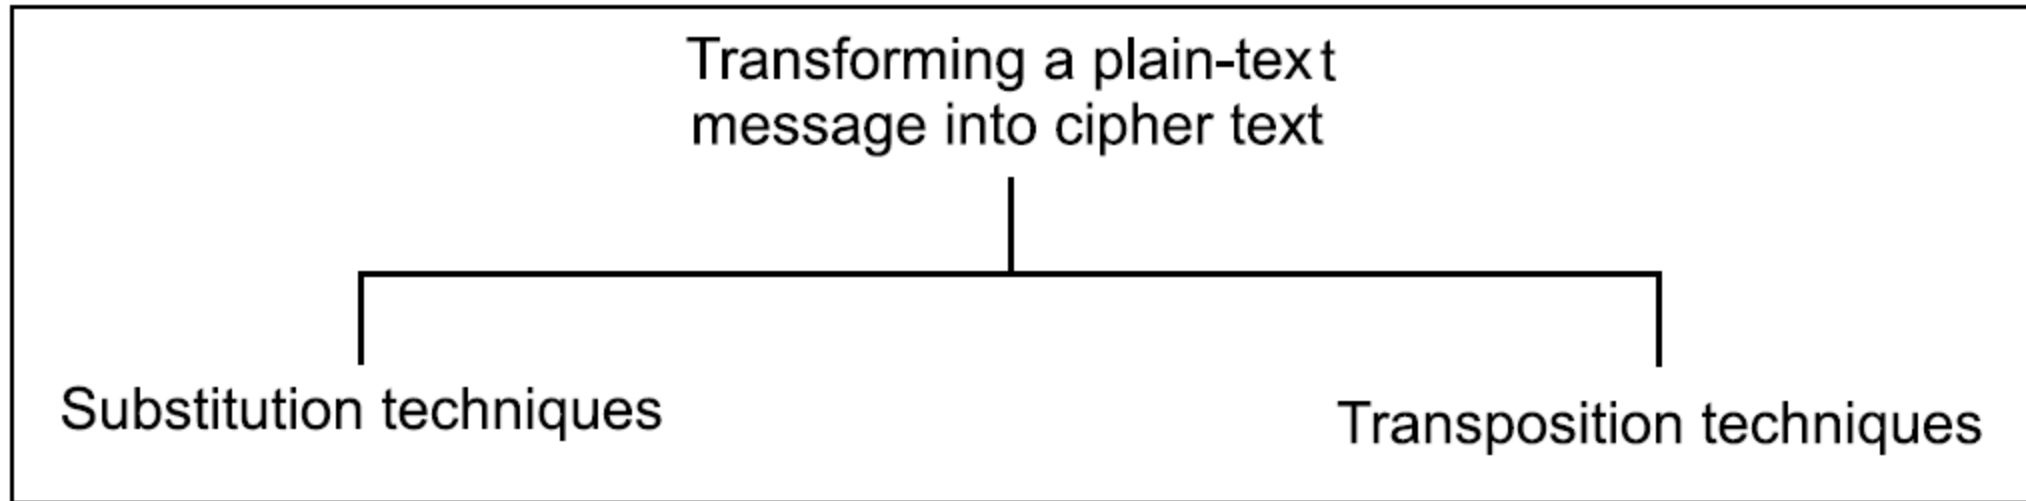 Transforming a plain-text
message into cipher text
Substitution techniques
Transposition techniques